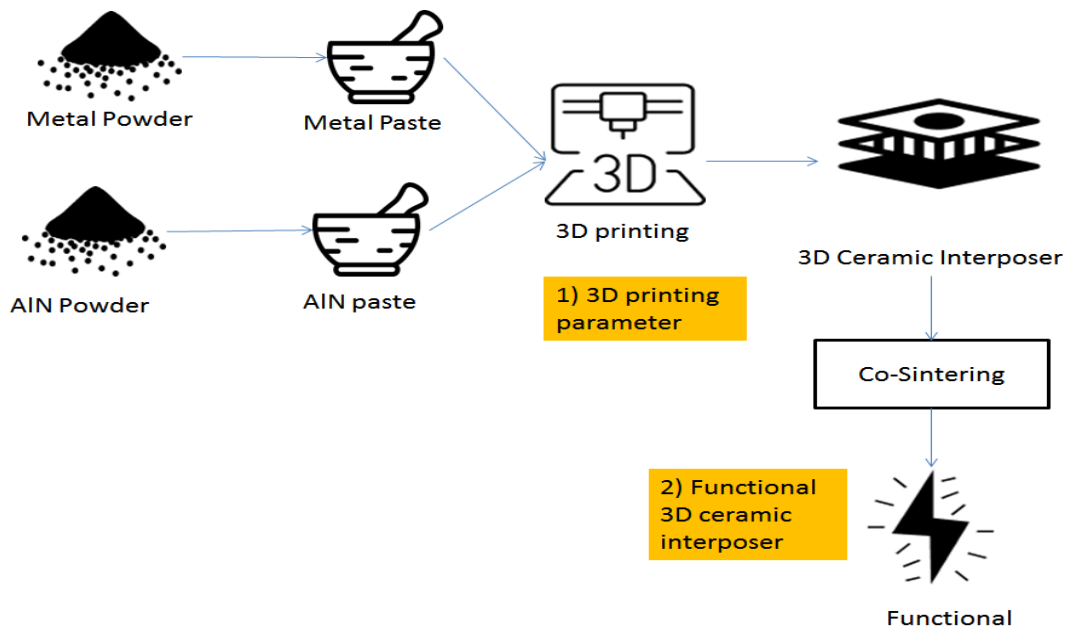 Metal Powder
Metal Paste
AlN Powder
AlN paste
3D
3D printing
1) 3D printing
parameter
3D Ceramic Interposer
Co-Sintering
2) Functional
3D ceramic
interposer
Functional